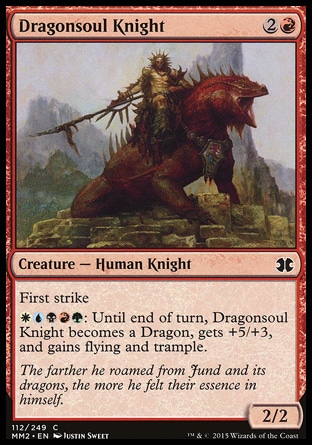 Dragonsoul Knight 2
Creature — Human Knight
First strike
: Until end of turn, Dragonsoul
Knight becomes a Dragon, gets +5/+3,
and gains flying and trample.
The farther he roamed from Jund and its
dragons, the more he felt their essence in
himself.
2/2
112/249 C
MM2 • EN Justin Sweet ™ & © 2015 Wizards of the Coast